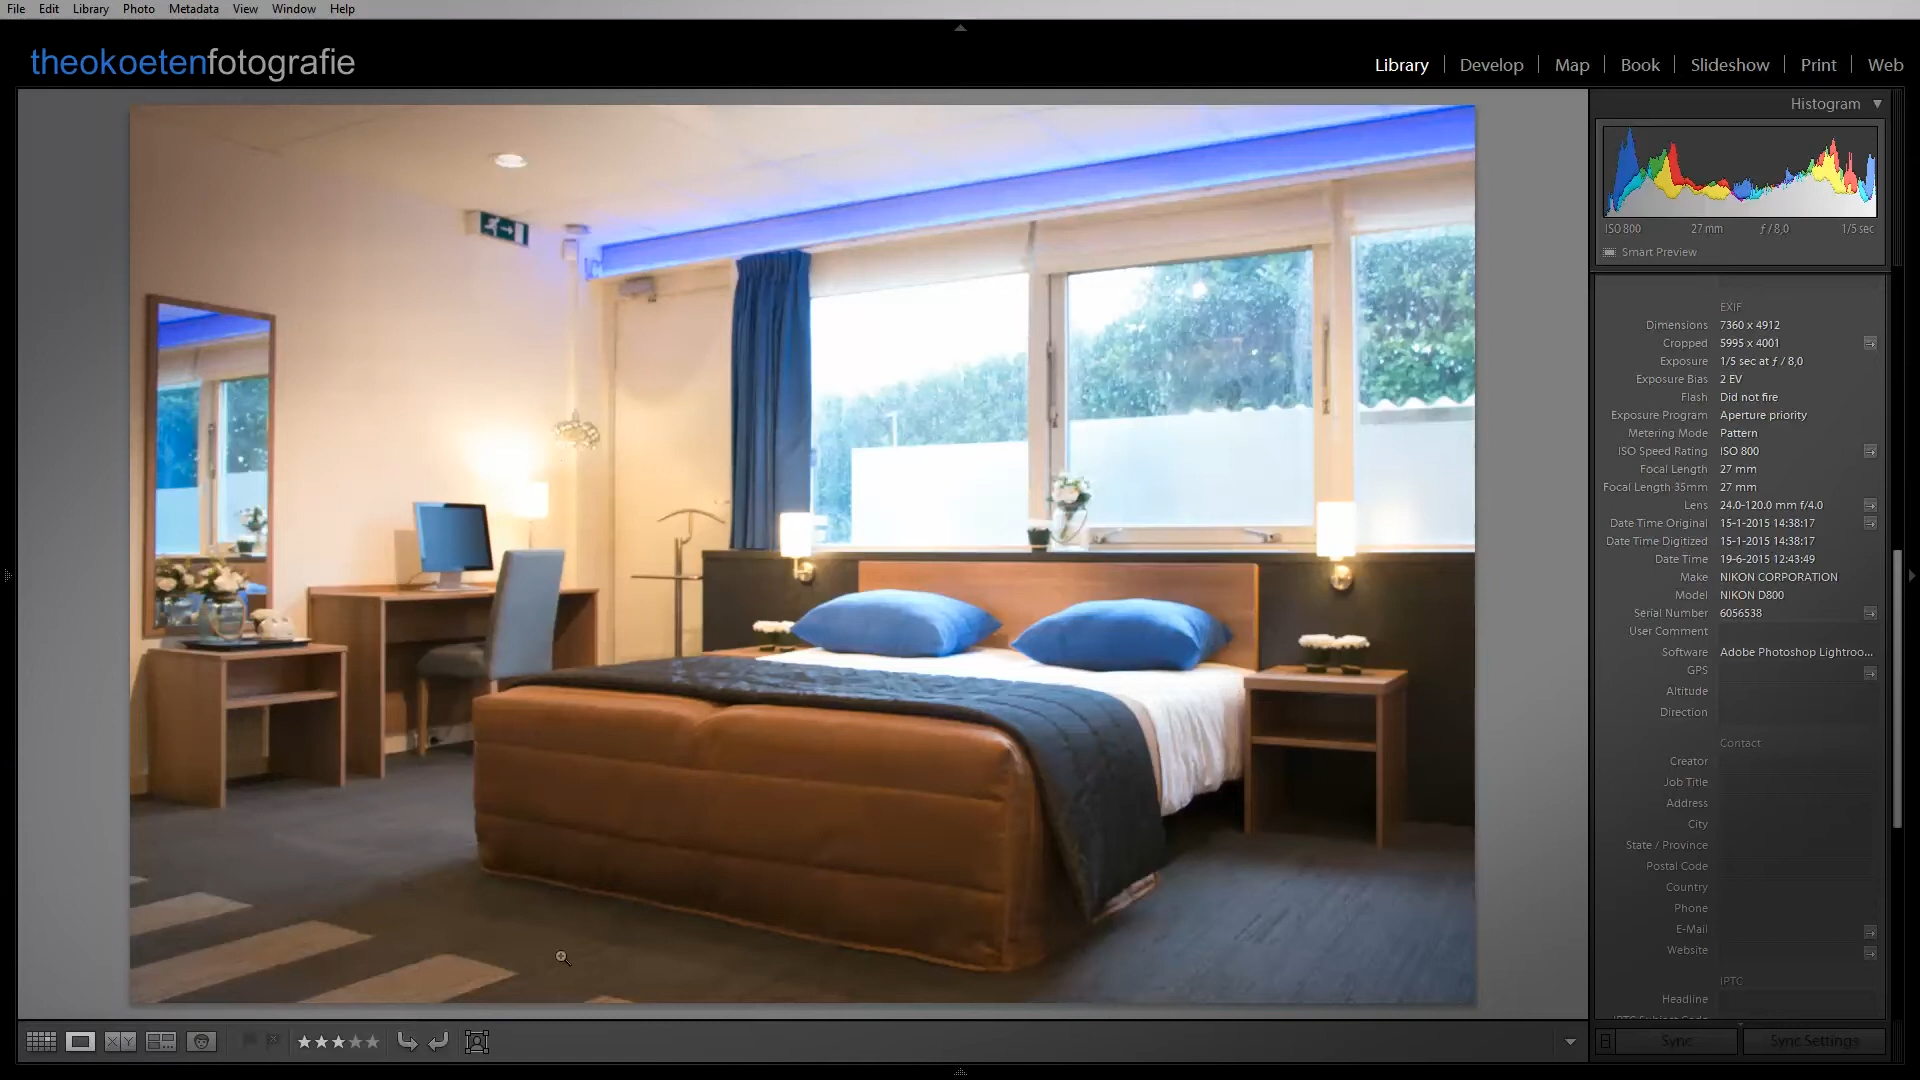 File Edit Library Photo Metadata View Window Help
theokoetenfotografie
Library Develop Map Book Slideshow Print Web
Histogram
ISO 800 27 mm ƒ / 8,0 1/5 sec
Smart Preview
EXIF
Dimensions 7360 x 4912
Cropped 5995 x 4001
Exposure 1/5 sec at ƒ / 8,0
Exposure Bias 2 EV
Flash Did not fire
Exposure Program Aperture priority
Metering Mode Pattern
ISO Speed Rating ISO 800
Focal Length 27 mm
Focal Length 35mm 27 mm
Lens 24.0-120.0 mm f/4.0
Date Time Original 15-1-2015 14:38:17
Date Time Digitized 15-1-2015 14:38:17
Date Time 19-6-2015 12:43:49
Make NIKON CORPORATION
Model NIKON D800
Serial Number 6056538
User Comment
Software Adobe Photoshop Lightroo...
GPS
Altitude
Direction
Contact
Creator
Job Title
Address
City
State / Province
Postal Code
Country
Phone
E-Mail
Website
IPTC
Headline
X Y
Sync Sync Settings